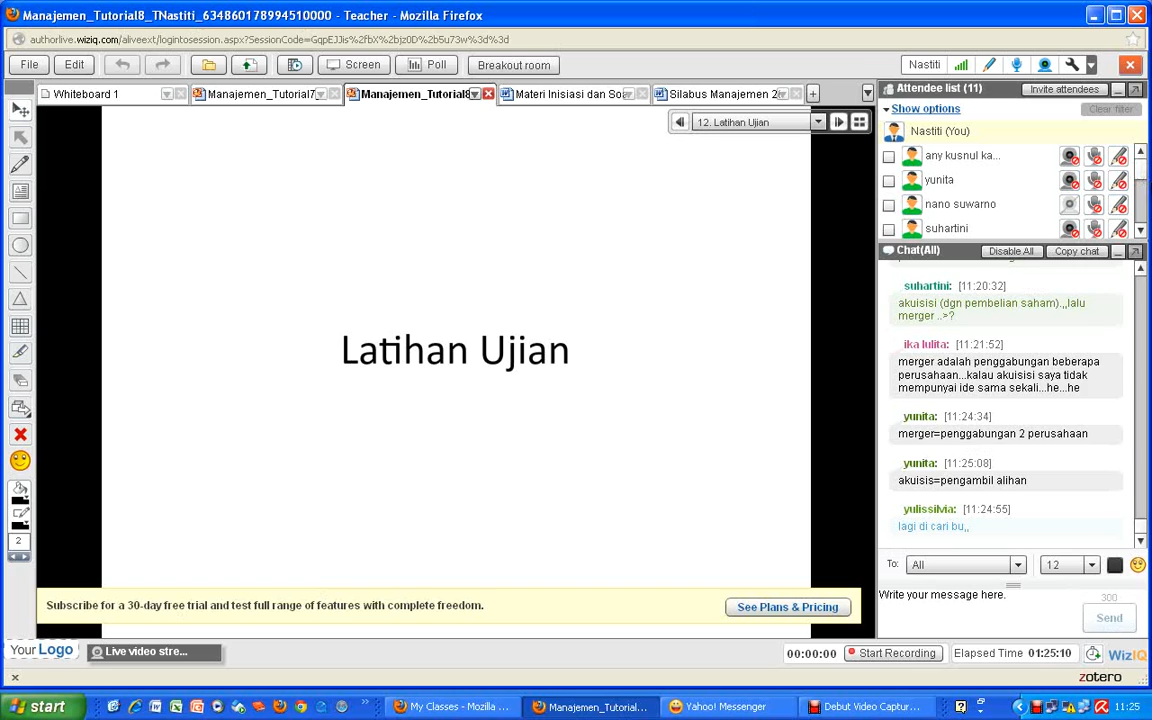 Manajemen_Tutorial8_TNastiti_634860178994510000 - Teacher - Mozilla Firefox
authorlive.wiziq.com/aliveext/logintosession.aspx?SessionCode=GqpEJJis%2fbX%2bjz0D%2b5u73w%3d%3d
File Edit Screen Poll Breakout room Nastiti
Whiteboard 1 Manajemen_Tutorial7 Manajemen_Tutorial8 Materi Inisiasi dan Soa Silabus Manajemen 2
12. Latihan Ujian
Attendee list (11) Invite attendees
Show options Clear filter
Nastiti (You)
any kusnul ka...
yunita
nano suwarno
suhartini
Chat(All) Disable All Copy chat
suhartini: [11:20:32]
akuisisi (dgn pembelian saham).,,lalu
merger ..>?
ika lulita: [11:21:52]
merger adalah penggabungan beberapa
perusahaan...kalau akuisisi saya tidak
mempunyai ide sama sekali...he...he
yunita: [11:24:34]
merger=penggabungan 2 perusahaan
yunita: [11:25:08]
akuisis=pengambil alihan
yulissilvia: [11:24:55]
lagi di cari bu,,
To: All 12
Write your message here. 300
Send
Latihan Ujian
2
Subscribe for a 30-day free trial and test full range of features with complete freedom. See Plans & Pricing
Your Logo Live video stre... 00:00:00 Start Recording Elapsed Time 01:25:10 WizIQ
zotero
start My Classes - Mozilla ... Manajemen_Tutorial... Yahoo! Messenger Debut Video Captur... 11:25